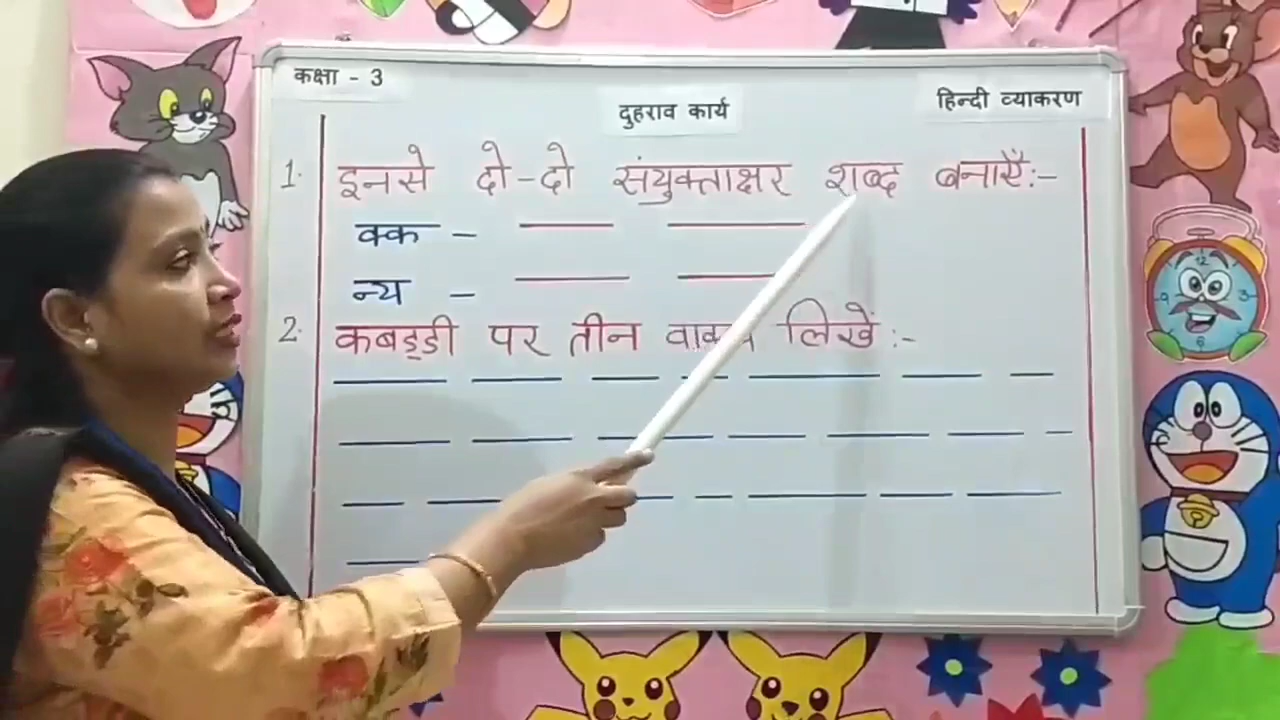 कक्षा - 3
दुहराव कार्य
हिन्दी व्याकरण
1. इनसे दो-दो संयुक्ताक्षर शब्द बनाएँ:-
क्क -
न्य -
2. कबड्डी पर तीन वाक्य लिखें :-